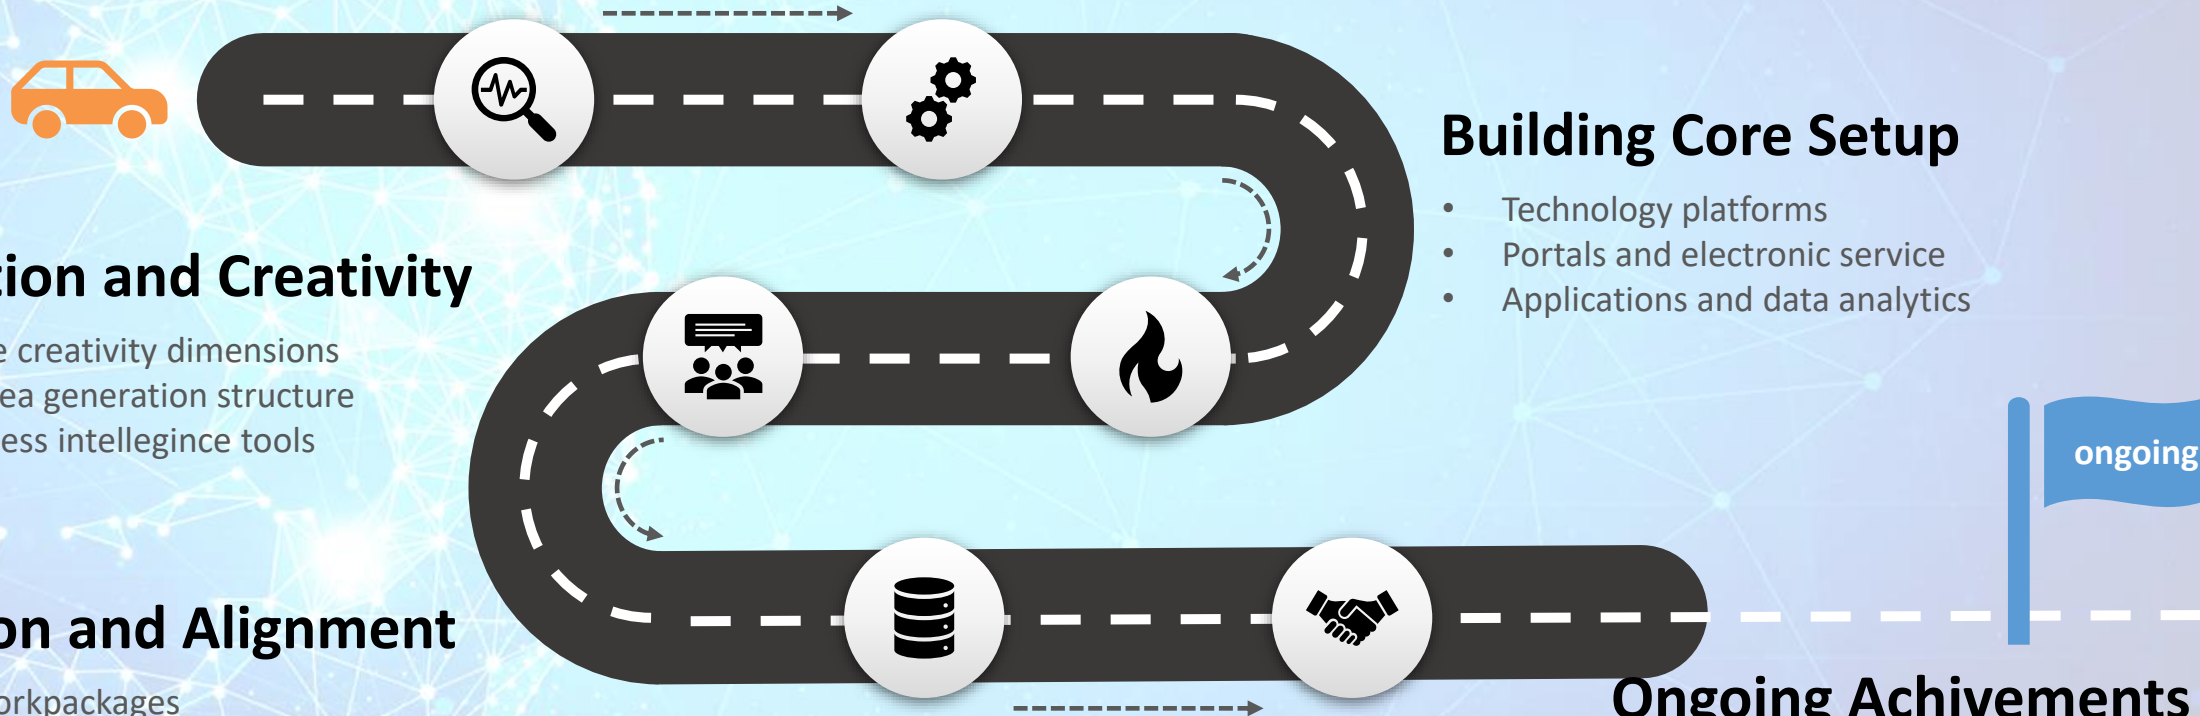 Building Core Setup
• Technology platforms
• Portals and electronic service
• Applications and data analytics
tion and Creativity
e creativity dimensions
ea generation structure
ess intellegince tools
ongoing
on and Alignment
orkpackages
Ongoing Achivements